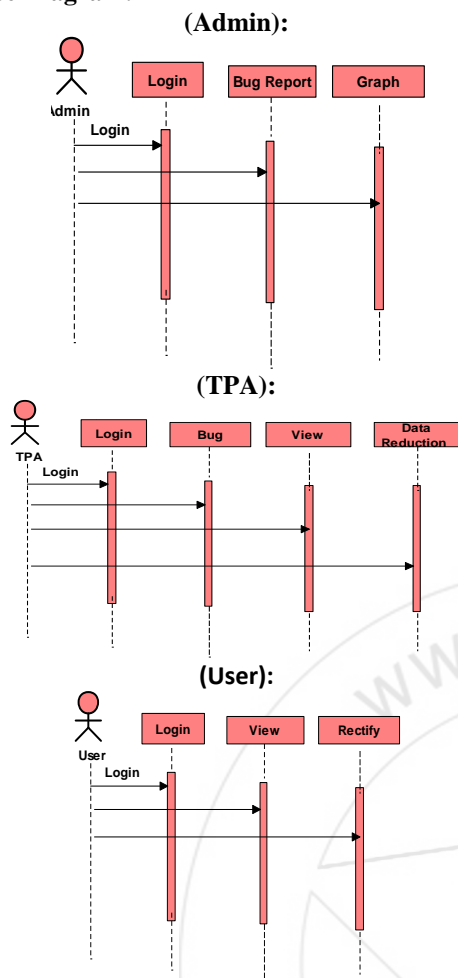 (Admin):
Login
Bug Report
Graph
Admin
Login
(TPA):
Login
Bug
View
Data
Reduction
TPA
Login
(User):
Login
View
Rectify
User
Login